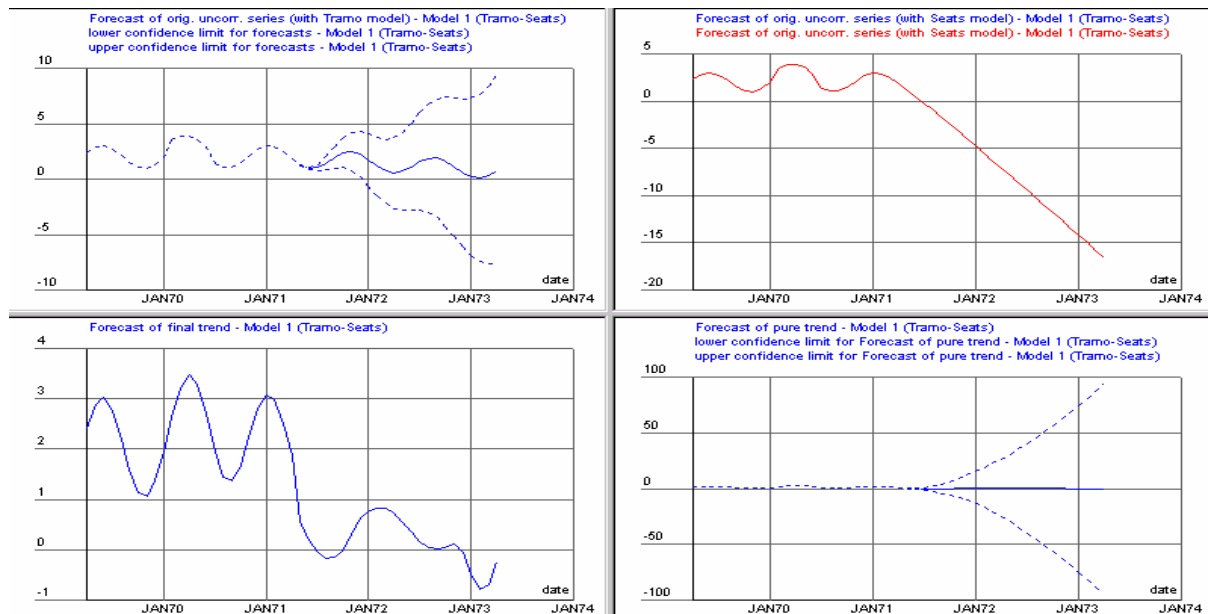 Forecast of orig. uncorr. series (with Tramo model) - Model 1 (Tramo-Seats)
lower confidence limit for forecasts - Model 1 (Tramo-Seats)
upper confidence limit for forecasts - Model 1 (Tramo-Seats)
10
5
0
-5
-10
date
JAN70 JAN71 JAN72 JAN73 JAN74
Forecast of orig. uncorr. series (with Seats model) - Model 1 (Tramo-Seats)
Forecast of orig. uncorr. series (with Seats model) - Model 1 (Tramo-Seats)
5
0
-5
-10
-15
-20
date
JAN70 JAN71 JAN72 JAN73 JAN74
Forecast of final trend - Model 1 (Tramo-Seats)
4
3
2
1
0
-1
date
JAN70 JAN71 JAN72 JAN73 JAN74
Forecast of pure trend - Model 1 (Tramo-Seats)
lower confidence limit for Forecast of pure trend - Model 1 (Tramo-Seats)
upper confidence limit for Forecast of pure trend - Model 1 (Tramo-Seats)
100
50
0
-50
-100
date
JAN70 JAN71 JAN72 JAN73 JAN74